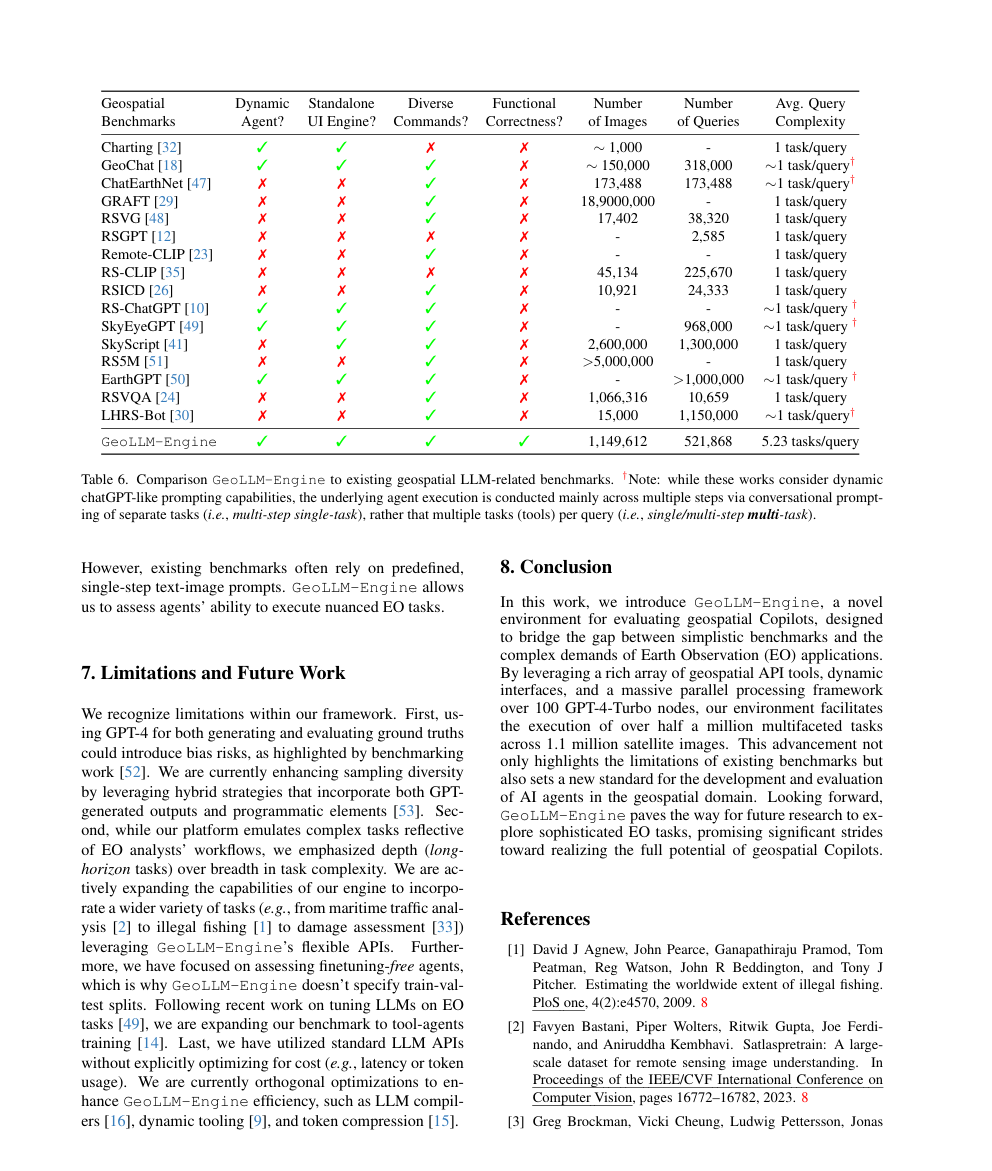 Geospatial Dynamic Standalone Diverse Functional Number Number Avg. Query
Benchmarks Agent? UI Engine? Commands? Correctness? of Images of Queries Complexity
Charting [32] ✓ ✓ ✗ ✗ ∼ 1,000 - 1 task/query
GeoChat [18] ✓ ✓ ✓ ✗ ∼ 150,000 318,000 ∼1 task/query†
ChatEarthNet [47] ✗ ✗ ✓ ✗ 173,488 173,488 ∼1 task/query†
GRAFT [29] ✗ ✗ ✓ ✗ 18,9000,000 - 1 task/query
RSVG [48] ✗ ✗ ✓ ✗ 17,402 38,320 1 task/query
RSGPT [12] ✗ ✗ ✗ ✗ - 2,585 1 task/query
Remote-CLIP [23] ✗ ✗ ✓ ✗ - - 1 task/query
RS-CLIP [35] ✗ ✗ ✗ ✗ 45,134 225,670 1 task/query
RSICD [26] ✗ ✗ ✓ ✗ 10,921 24,333 1 task/query
RS-ChatGPT [10] ✓ ✓ ✓ ✗ - - ∼1 task/query †
SkyEyeGPT [49] ✓ ✓ ✓ ✗ - 968,000 ∼1 task/query †
SkyScript [41] ✗ ✓ ✓ ✗ 2,600,000 1,300,000 1 task/query
RS5M [51] ✗ ✗ ✓ ✗ >5,000,000 - 1 task/query
EarthGPT [50] ✓ ✓ ✓ ✗ - >1,000,000 ∼1 task/query †
RSVQA [24] ✗ ✗ ✓ ✗ 1,066,316 10,659 1 task/query
LHRS-Bot [30] ✗ ✗ ✓ ✗ 15,000 1,150,000 ∼1 task/query†
GeoLLM-Engine ✓ ✓ ✓ ✓ 1,149,612 521,868 5.23 tasks/query
Table 6. Comparison GeoLLM-Engine to existing geospatial LLM-related benchmarks. †Note: while these works consider dynamic
chatGPT-like prompting capabilities, the underlying agent execution is conducted mainly across multiple steps via conversational prompt-
ing of separate tasks (i.e., multi-step single-task), rather that multiple tasks (tools) per query (i.e., single/multi-step multi-task).
However, existing benchmarks often rely on predefined,
single-step text-image prompts. GeoLLM-Engine allows
us to assess agents' ability to execute nuanced EO tasks.
7. Limitations and Future Work
We recognize limitations within our framework. First, us-
ing GPT-4 for both generating and evaluating ground truths
could introduce bias risks, as highlighted by benchmarking
work [52]. We are currently enhancing sampling diversity
by leveraging hybrid strategies that incorporate both GPT-
generated outputs and programmatic elements [53]. Sec-
ond, while our platform emulates complex tasks reflective
of EO analysts' workflows, we emphasized depth (long-
horizon tasks) over breadth in task complexity. We are ac-
tively expanding the capabilities of our engine to incorpo-
rate a wider variety of tasks (e.g., from maritime traffic anal-
ysis [2] to illegal fishing [1] to damage assessment [33])
leveraging GeoLLM-Engine's flexible APIs. Further-
more, we have focused on assessing finetuning-free agents,
which is why GeoLLM-Engine doesn't specify train-val-
test splits. Following recent work on tuning LLMs on EO
tasks [49], we are expanding our benchmark to tool-agents
training [14]. Last, we have utilized standard LLM APIs
without explicitly optimizing for cost (e.g., latency or token
usage). We are currently orthogonal optimizations to en-
hance GeoLLM-Engine efficiency, such as LLM compil-
ers [16], dynamic tooling [9], and token compression [15].
8. Conclusion
In this work, we introduce GeoLLM-Engine, a novel
environment for evaluating geospatial Copilots, designed
to bridge the gap between simplistic benchmarks and the
complex demands of Earth Observation (EO) applications.
By leveraging a rich array of geospatial API tools, dynamic
interfaces, and a massive parallel processing framework
over 100 GPT-4-Turbo nodes, our environment facilitates
the execution of over half a million multifaceted tasks
across 1.1 million satellite images. This advancement not
only highlights the limitations of existing benchmarks but
also sets a new standard for the development and evaluation
of AI agents in the geospatial domain. Looking forward,
GeoLLM-Engine paves the way for future research to ex-
plore sophisticated EO tasks, promising significant strides
toward realizing the full potential of geospatial Copilots.
References
[1] David J Agnew, John Pearce, Ganapathiraju Pramod, Tom
Peatman, Reg Watson, John R Beddington, and Tony J
Pitcher. Estimating the worldwide extent of illegal fishing.
PloS one, 4(2):e4570, 2009. 8
[2] Favyen Bastani, Piper Wolters, Ritwik Gupta, Joe Ferdi-
nando, and Aniruddha Kembhavi. Satlaspretrain: A large-
scale dataset for remote sensing image understanding. In
Proceedings of the IEEE/CVF International Conference on
Computer Vision, pages 16772–16782, 2023. 8
[3] Greg Brockman, Vicki Cheung, Ludwig Pettersson, Jonas